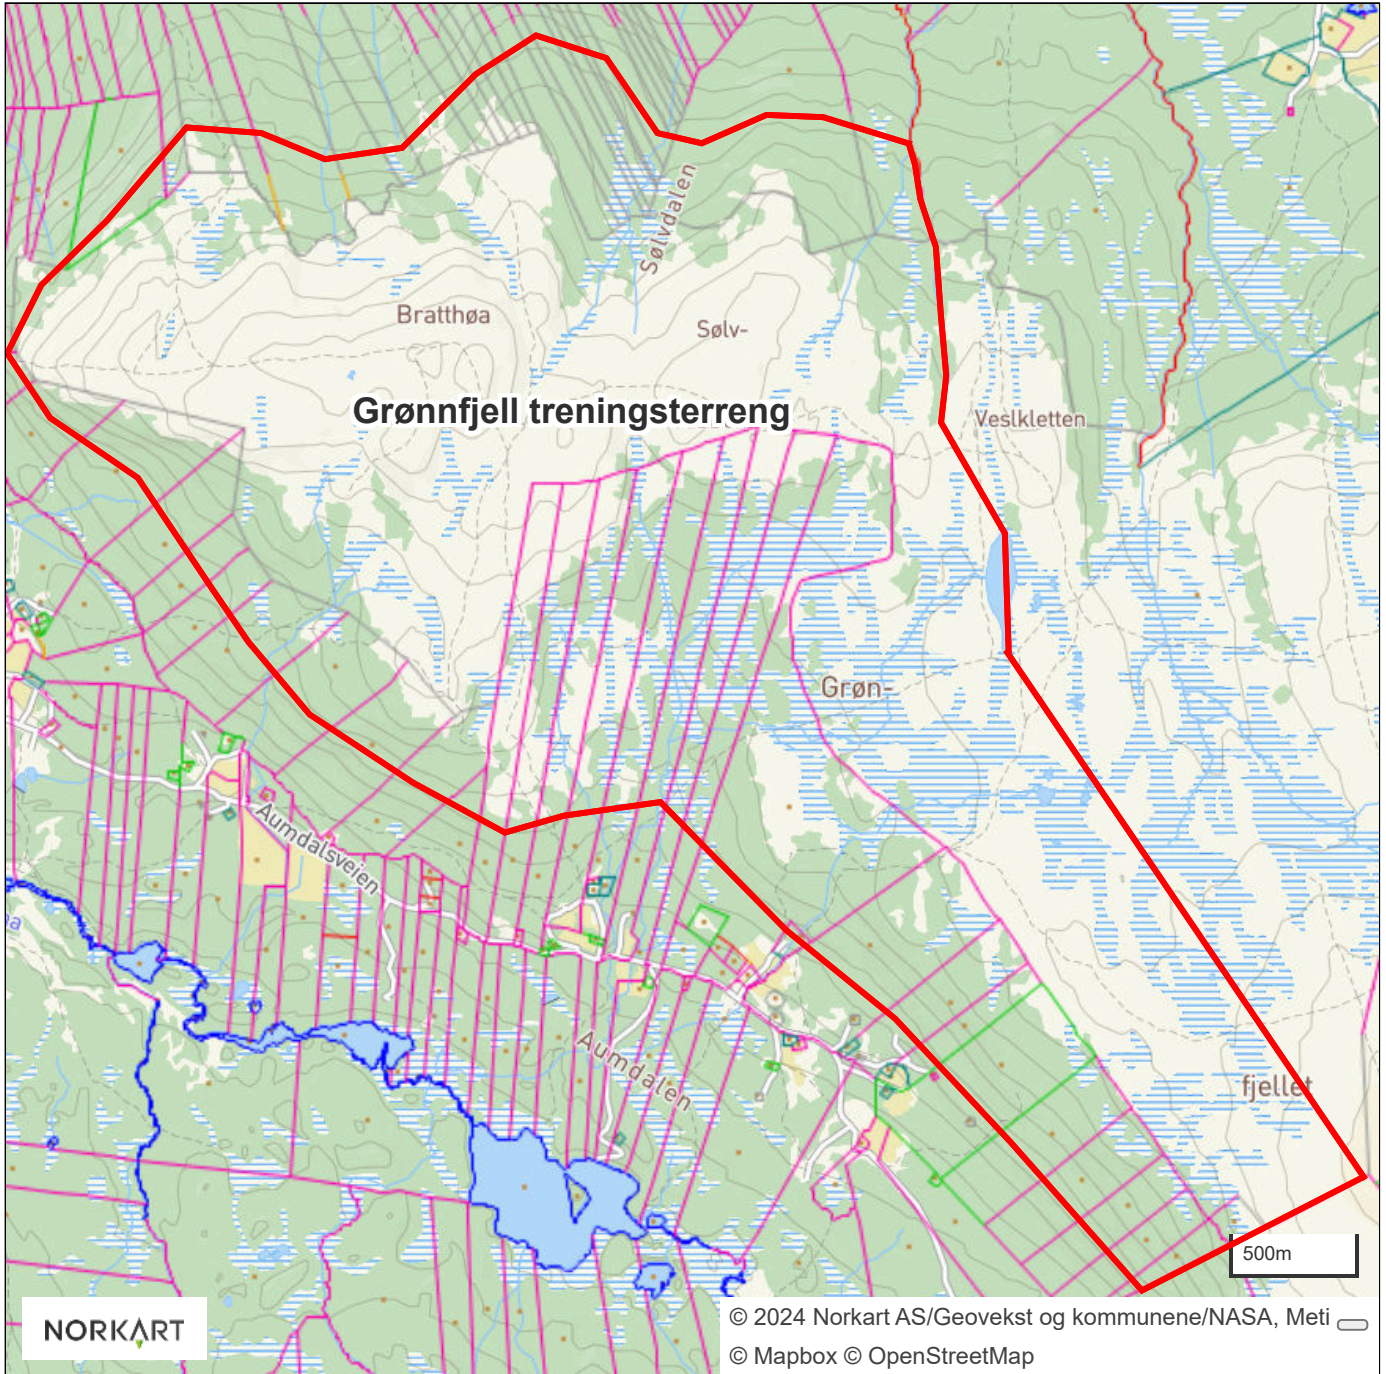 Sølvdalen
Bratthøa
Sølv-
Grønnfjell treningsterreng
Veslkletten
Grøn-
Aumdalsveien
Aumdalen
fjellet
500m
NORKART
© 2024 Norkart AS/Geovekst og kommunene/NASA, Meti
© Mapbox © OpenStreetMap